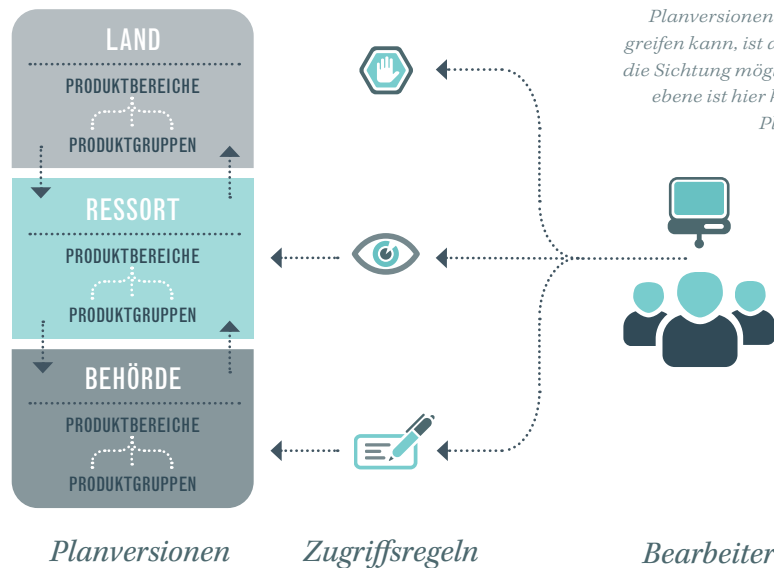 LAND
PRODUKTBEREICHE
PRODUKTGRUPPEN
RESSORT
PRODUKTBEREICHE
PRODUKTGRUPPEN
BEHÖRDE
PRODUKTBEREICHE
PRODUKTGRUPPEN
Planversionen
Zugriffsregeln
Bearbeiter
Planversionen
greifen kann, ist
die Sichtung
ebene ist hier